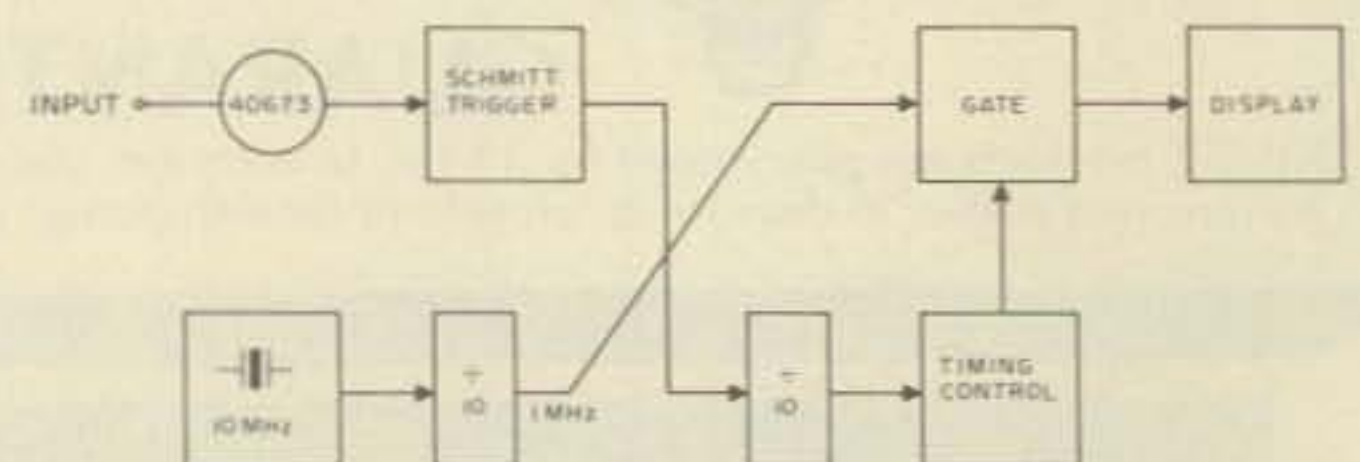 INPUT
40673
SCHMITT
TRIGGER
GATE
DISPLAY
10 MHz
÷
10
1 MHz
÷
10
TIMING
CONTROL